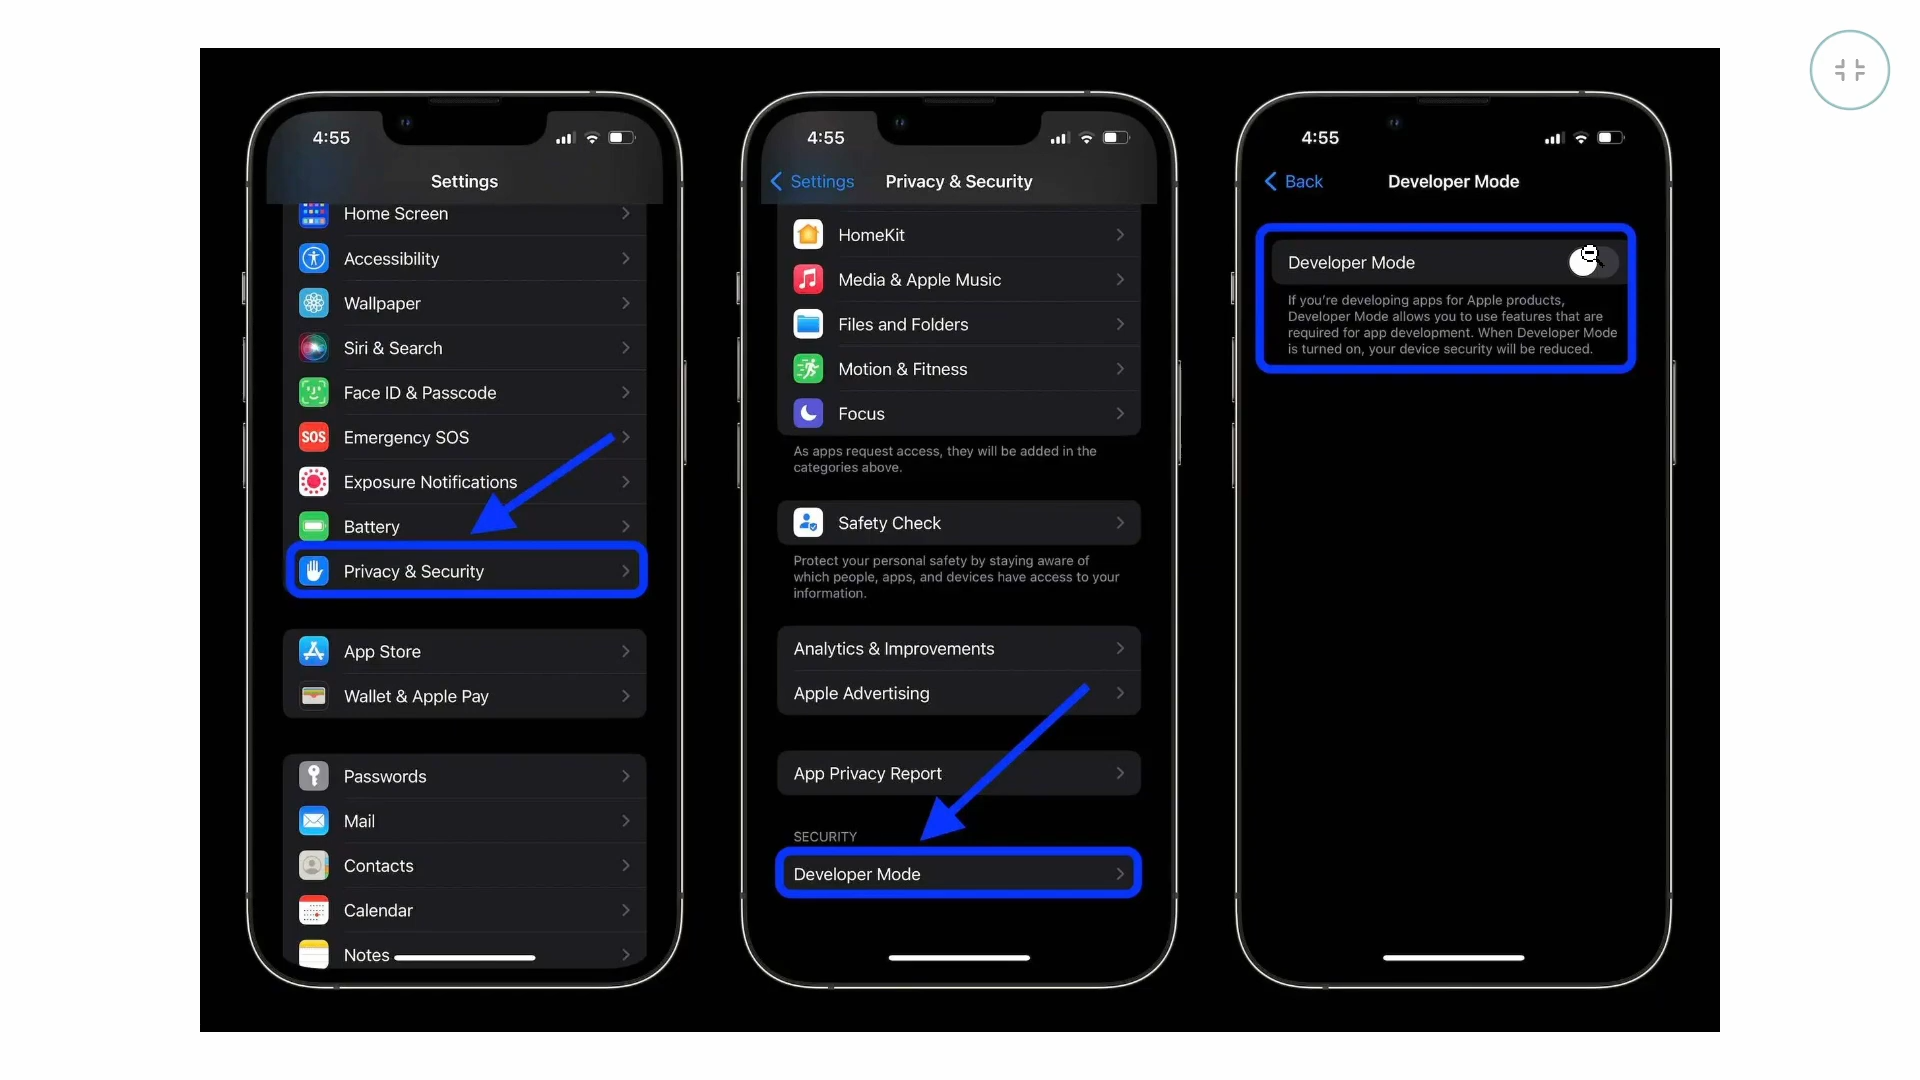 4:55
Settings
Home Screen
Accessibility
Wallpaper
Siri & Search
Face ID & Passcode
SOS
Emergency SOS
Exposure Notifications
Battery
Privacy & Security
App Store
Wallet & Apple Pay
Passwords
Mail
Contacts
Calendar
Notes
4:55
Settings
Privacy & Security
HomeKit
Media & Apple Music
Files and Folders
Motion & Fitness
Focus
As apps request access, they will be added in the
categories above.
Safety Check
Protect your personal safety by staying aware of
which people, apps, and devices have access to your
information.
Analytics & Improvements
Apple Advertising
App Privacy Report
SECURITY
Developer Mode
4:55
Back
Developer Mode
Developer Mode
If you're developing apps for Apple products,
Developer Mode allows you to use features that are
required for app development. When Developer Mode
is turned on, your device security will be reduced.